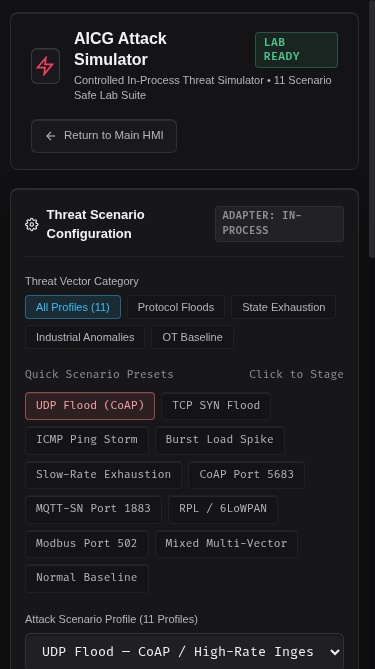 AICG Attack
Simulator
LAB
READY
Controlled In-Process Threat Simulator • 11 Scenario
Safe Lab Suite
Return to Main HMI
Threat Scenario
Configuration
ADAPTER: IN-
PROCESS
Threat Vector Category
All Profiles (11) Protocol Floods State Exhaustion
Industrial Anomalies OT Baseline
Quick Scenario Presets Click to Stage
UDP Flood (CoAP) TCP SYN Flood
ICMP Ping Storm Burst Load Spike
Slow-Rate Exhaustion CoAP Port 5683
MQTT-SN Port 1883 RPL / 6LoWPAN
Modbus Port 502 Mixed Multi-Vector
Normal Baseline
Attack Scenario Profile (11 Profiles)
UDP Flood — CoAP / High-Rate Inges